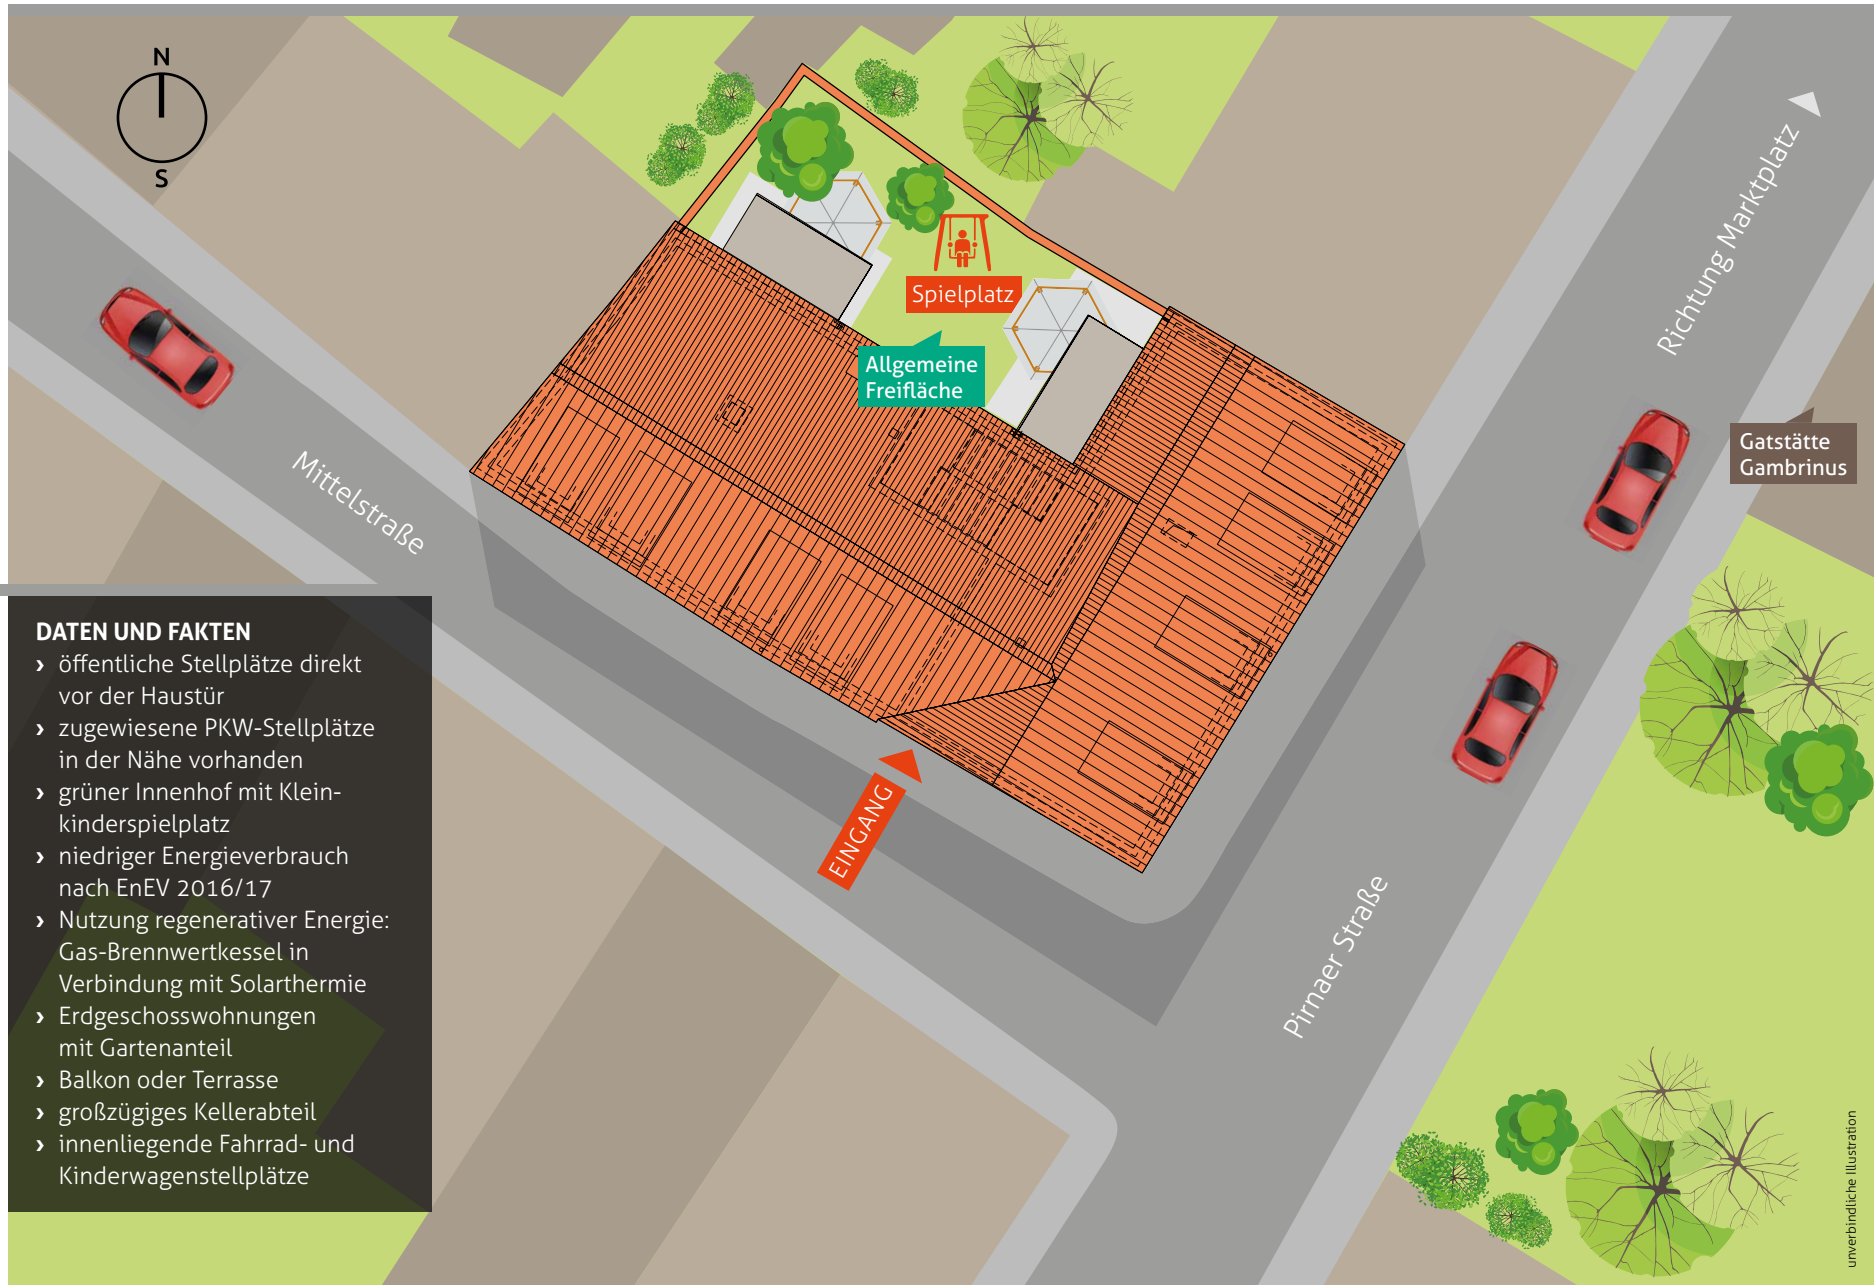 N
S
Spielplatz
Allgemeine
Freifläche
Richtung Marktplatz
Gatstätte
Gambrinus
Mittelstraße
EINGANG
Pirnaer Straße
DATEN UND FAKTEN
› öffentliche Stellplätze direkt
vor der Haustür
› zugewiesene PKW-Stellplätze
in der Nähe vorhanden
› grüner Innenhof mit Klein-
kinderspielplatz
› niedriger Energieverbrauch
nach EnEV 2016/17
› Nutzung regenerativer Energie:
Gas-Brennwertkessel in
Verbindung mit Solarthermie
› Erdgeschosswohnungen
mit Gartenanteil
› Balkon oder Terrasse
› großzügiges Kellerabteil
› innenliegende Fahrrad- und
Kinderwagenstellplätze
unverbindliche Illustration